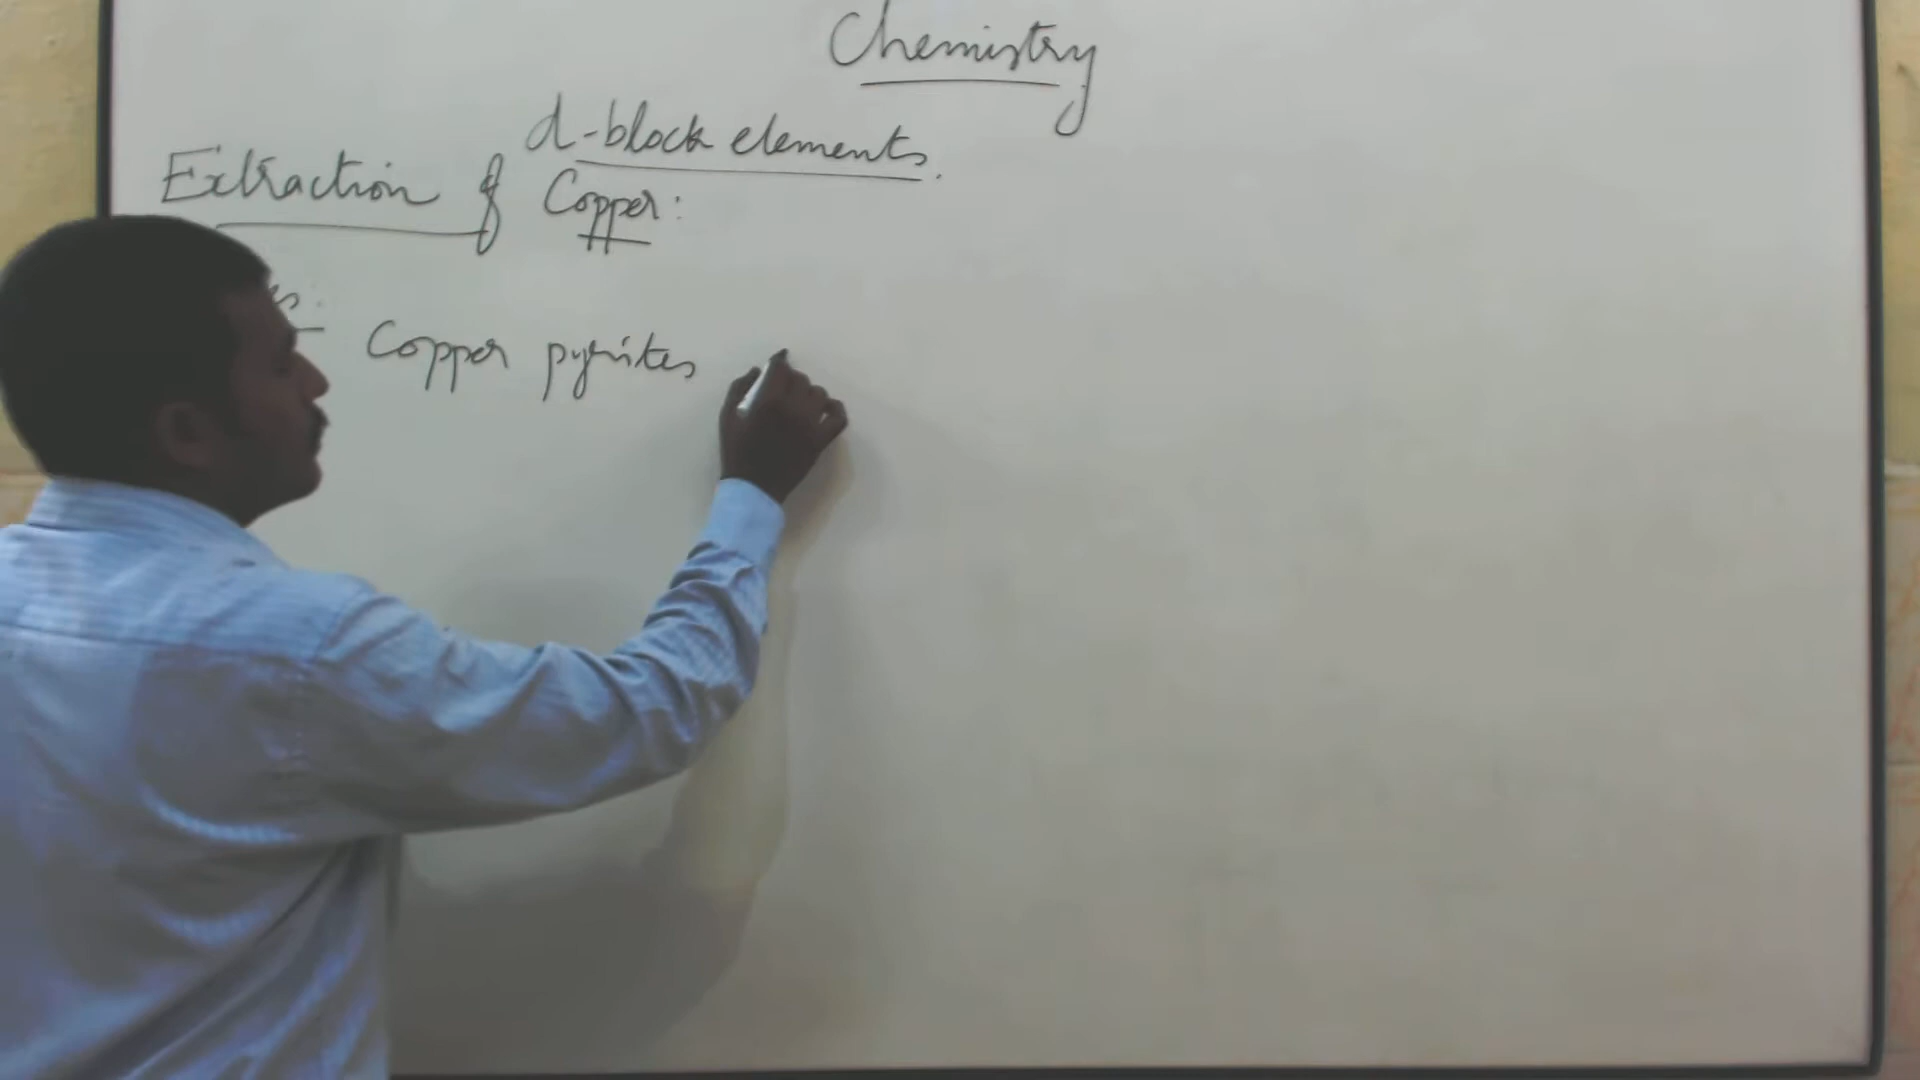 Chemistry
d-block elements.
Extraction of Copper:
Copper pyrites